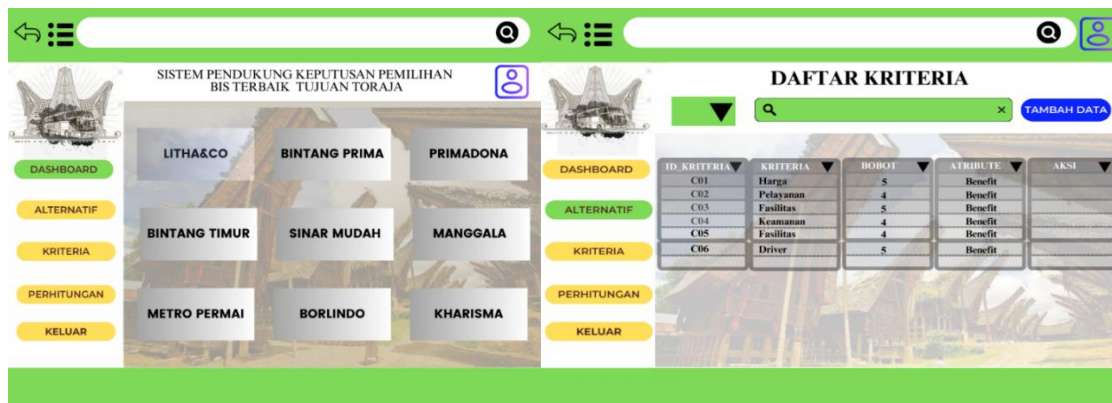 SISTEM PENDUKUNG KEPUTUSAN PEMILIHAN
BIS TERBAIK TUJUAN TORAJA
DASHBOARD
ALTERNATIF
KRITERIA
PERHITUNGAN
KELUAR
LITHA&CO BINTANG PRIMA PRIMADONA
BINTANG TIMUR SINAR MUDAH MANGGALA
METRO PERMAI BORLINDO KHARISMA
DAFTAR KRITERIA
× TAMBAH DATA
DASHBOARD
ALTERNATIF
KRITERIA
PERHITUNGAN
KELUAR
ID_KRITERIA KRITERIA BOBOT ATRIBUTE AKSI
C01 Harga 5 Benefit
C02 Pelayanan 4 Benefit
C03 Fasilitas 5 Benefit
C04 Keamanan 4 Benefit
C05 Fasilitas 4 Benefit
C06 Driver 5 Benefit